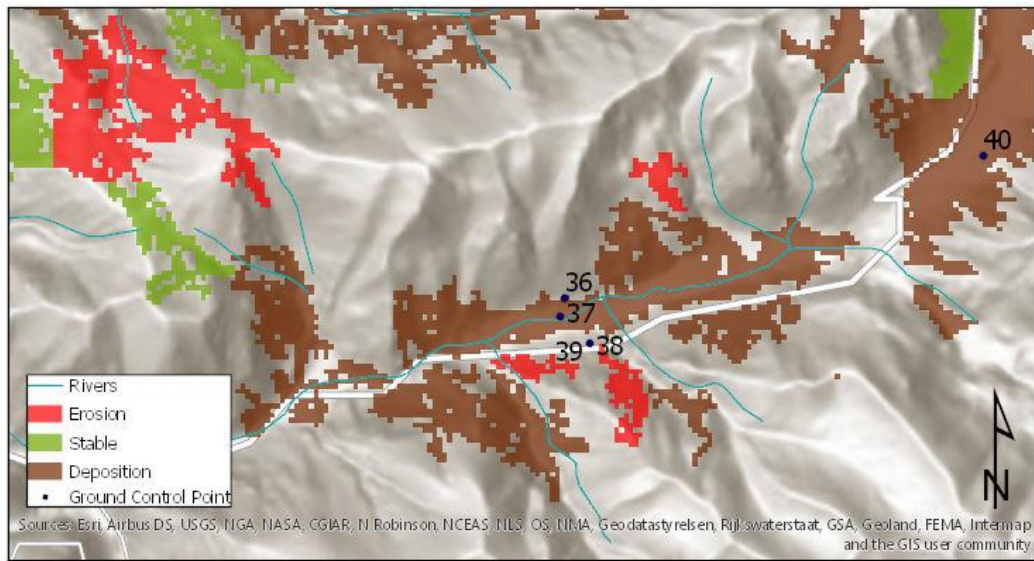 40
36
37
39 38
Rivers
Erosion
Stable
Deposition
Ground Control Point
N
Sources: Esri, Airbus DS, USGS, NGA, NASA, CGIAR, N Robinson, NCEAS, NLS, OS, NMA, Geodatastyrelsen, Rijkswaterstaat, GSA, Geoland, FEMA, Intermap
and the GIS user community